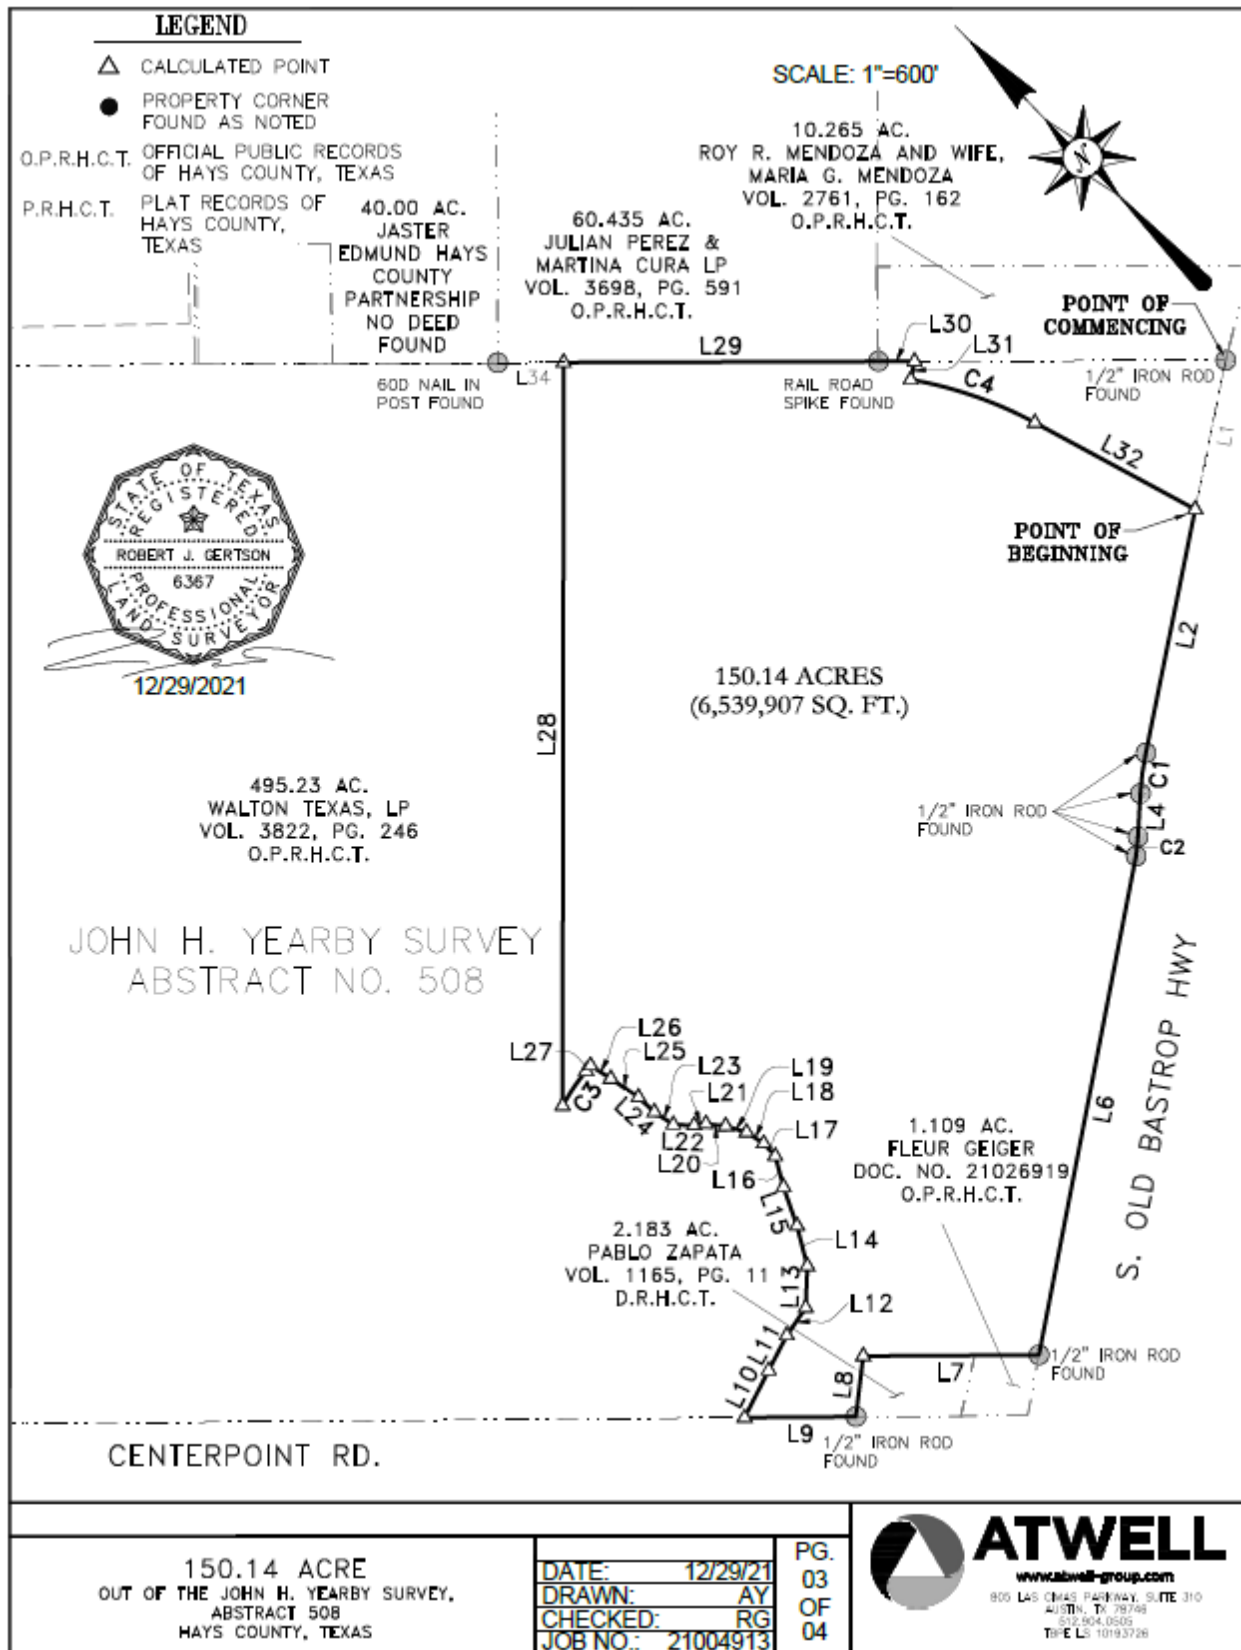 LEGEND
CALCULATED POINT
PROPERTY CORNER
FOUND AS NOTED
O.P.R.H.C.T. OFFICIAL PUBLIC RECORDS
OF HAYS COUNTY, TEXAS
P.R.H.C.T. PLAT RECORDS OF
HAYS COUNTY,
TEXAS
SCALE: 1"=600'
N
10.265 AC.
ROY R. MENDOZA AND WIFE,
MARIA G. MENDOZA
VOL. 2761, PG. 162
O.P.R.H.C.T.
40.00 AC.
JASTER
EDMUND HAYS
COUNTY
PARTNERSHIP
NO DEED
FOUND
60.435 AC.
JULIAN PEREZ &
MARTINA CURA LP
VOL. 3698, PG. 591
O.P.R.H.C.T.
POINT OF
COMMENCING
L29
L30
L31
L34
60D NAIL IN
POST FOUND
RAIL ROAD
SPIKE FOUND
C4
1/2" IRON ROD
FOUND
L1
L32
POINT OF
BEGINNING
STATE OF TEXAS
REGISTERED
ROBERT J. GERTSON
6367
PROFESSIONAL
LAND SURVEYOR
12/29/2021
L2
150.14 ACRES
(6,539,907 SQ. FT.)
L28
495.23 AC.
WALTON TEXAS, LP
VOL. 3822, PG. 246
O.P.R.H.C.T.
C1
1/2" IRON ROD
FOUND
L4
C2
JOHN H. YEARBY SURVEY
ABSTRACT NO. 508
S. OLD BASTROP HWY
L6
L27
L26
L25
L23
L21
L19
L18
C3
L24
L22
L20
L17
L16
L15
L14
L13
L12
L11
L10
1.109 AC.
FLEUR GEIGER
DOC. NO. 21026919
O.P.R.H.C.T.
2.183 AC.
PABLO ZAPATA
VOL. 1165, PG. 11
D.R.H.C.T.
L8
L7
1/2" IRON ROD
FOUND
L9
1/2" IRON ROD
FOUND
CENTERPOINT RD.
150.14 ACRE
OUT OF THE JOHN H. YEARBY SURVEY,
ABSTRACT 508
HAYS COUNTY, TEXAS
DATE: 12/29/21
DRAWN: AY
CHECKED: RG
JOB NO.: 21004913
PG.
03
OF
04
ATWELL
www.atwell-group.com
805 LAS CIMAS PARKWAY, SUITE 310
AUSTIN, TX 78746
512.904.0505
TBPE LS 10193726